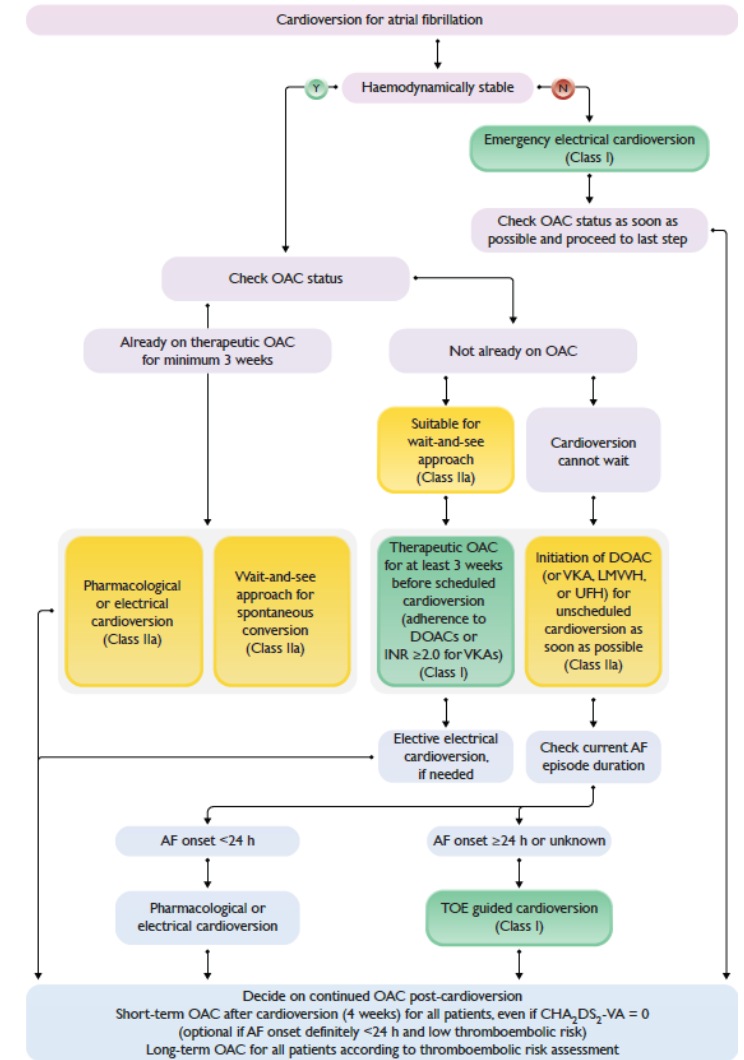 Cardioversion for atrial fibrillation
Y
Haemodynamically stable
N
Emergency electrical cardioversion
(Class I)
Check OAC status as soon as
possible and proceed to last step
Check OAC status
Already on therapeutic OAC
for minimum 3 weeks
Not already on OAC
Suitable for
wait-and-see
approach
(Class IIa)
Cardioversion
cannot wait
Pharmacological
or electrical
cardioversion
(Class IIa)
Wait-and-see
approach for
spontaneous
conversion
(Class IIa)
Therapeutic OAC
for at least 3 weeks
before scheduled
cardioversion
(adherence to
DOACs or
INR ≥2.0 for VKAs)
(Class I)
Initiation of DOAC
(or VKA, LMWH,
or UFH) for
unscheduled
cardioversion as
soon as possible
(Class IIa)
Elective electrical
cardioversion,
if needed
Check current AF
episode duration
AF onset <24 h
AF onset ≥24 h or unknown
Pharmacological or
electrical cardioversion
TOE guided cardioversion
(Class I)
Decide on continued OAC post-cardioversion
Short-term OAC after cardioversion (4 weeks) for all patients, even if CHA₂DS₂-VA = 0
(optional if AF onset definitely <24 h and low thromboembolic risk)
Long-term OAC for all patients according to thromboembolic risk assessment